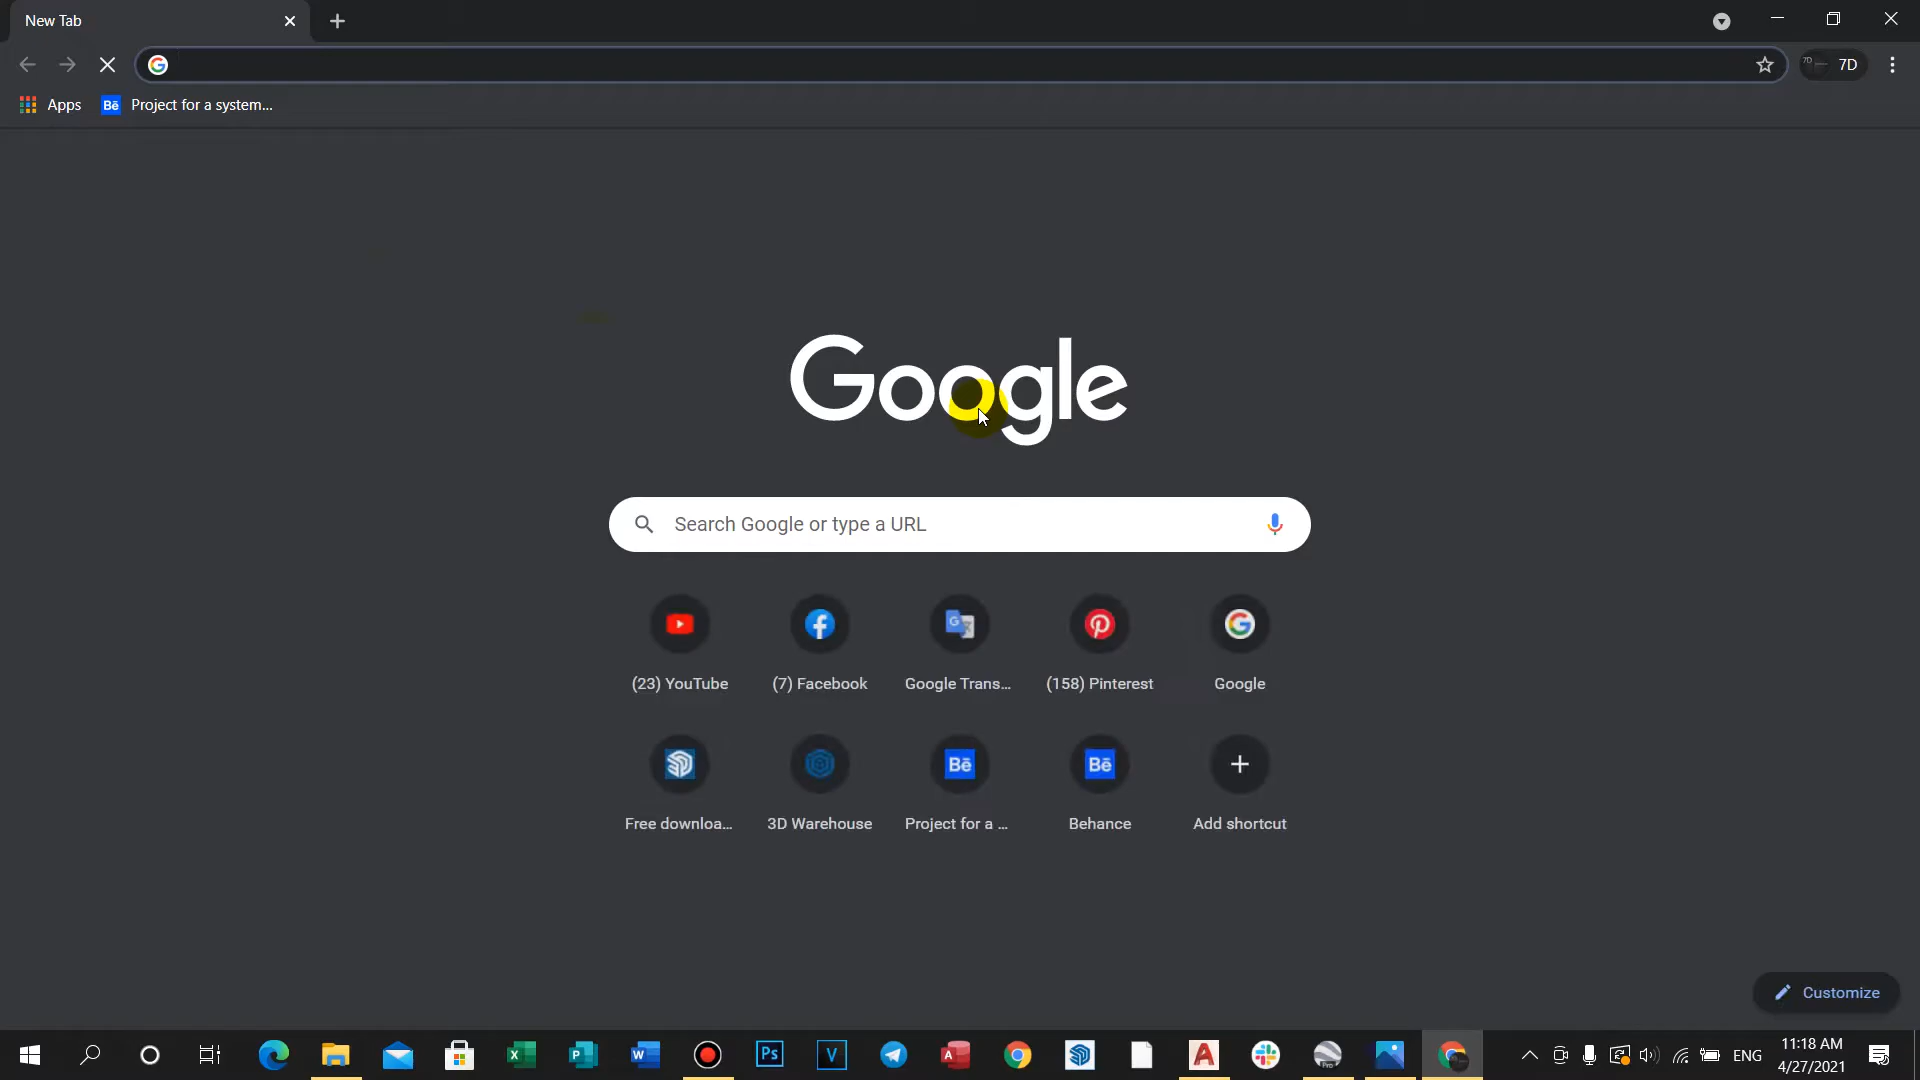 New Tab
7D
Apps
Bē
Project for a system...
Google
Search Google or type a URL
(23) YouTube
(7) Facebook
Google Trans...
(158) Pinterest
Google
Free downloa...
3D Warehouse
Project for a ...
Behance
Add shortcut
Customize
ENG
11:18 AM
4/27/2021